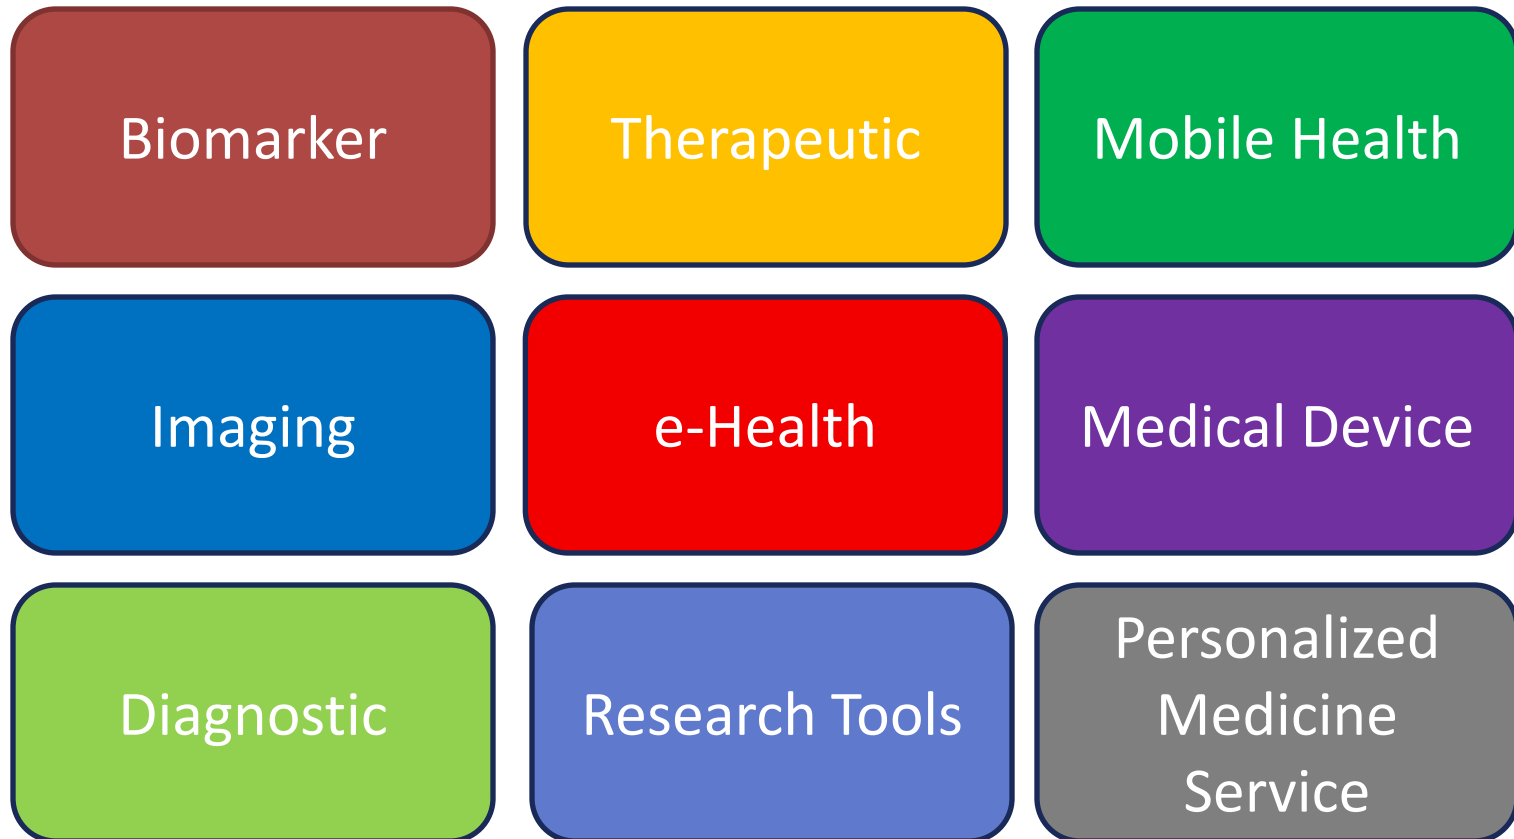 Biomarker
Therapeutic
Mobile Health
Imaging
e-Health
Medical Device
Diagnostic
Research Tools
Personalized
Medicine
Service